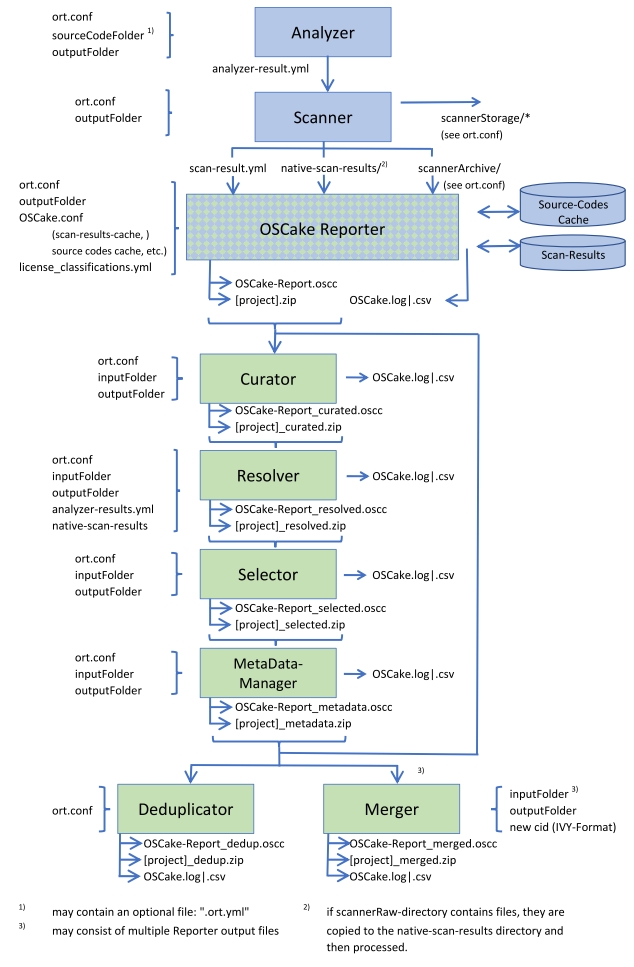 ort.conf
sourceCodeFolder 1)
outputFolder
Analyzer
analyzer-result.yml
ort.conf
outputFolder
Scanner
scannerStorage/*
(see ort.conf)
scan-result.yml
native-scan-results/2)
scannerArchive/
(see ort.conf)
ort.conf
outputFolder
OSCake.conf
(scan-results-cache, )
source codes cache, etc.)
license_classifications.yml
OSCake Reporter
Source-Codes
Cache
Scan-Results
OSCake-Report.oscc
[project].zip
OSCake.log|.csv
ort.conf
inputFolder
outputFolder
Curator
OSCake.log|.csv
OSCake-Report_curated.oscc
[project]_curated.zip
ort.conf
inputFolder
outputFolder
analyzer-results.yml
native-scan-results
Resolver
OSCake.log|.csv
OSCake-Report_resolved.oscc
[project]_resolved.zip
ort.conf
inputFolder
outputFolder
Selector
OSCake.log|.csv
OSCake-Report_selected.oscc
[project]_selected.zip
ort.conf
inputFolder
outputFolder
MetaData-
Manager
OSCake.log|.csv
OSCake-Report_metadata.oscc
[project]_metadata.zip
3)
ort.conf
Deduplicator
OSCake-Report_dedup.oscc
[project]_dedup.zip
OSCake.log|.csv
Merger
inputFolder 3)
outputFolder
new cid (IVY-Format)
OSCake-Report_merged.oscc
[project]_merged.zip
OSCake.log|.csv
1) may contain an optional file: ".ort.yml"
3) may consist of multiple Reporter output files
2) if scannerRaw-directory contains files, they are
copied to the native-scan-results directory and
then processed.